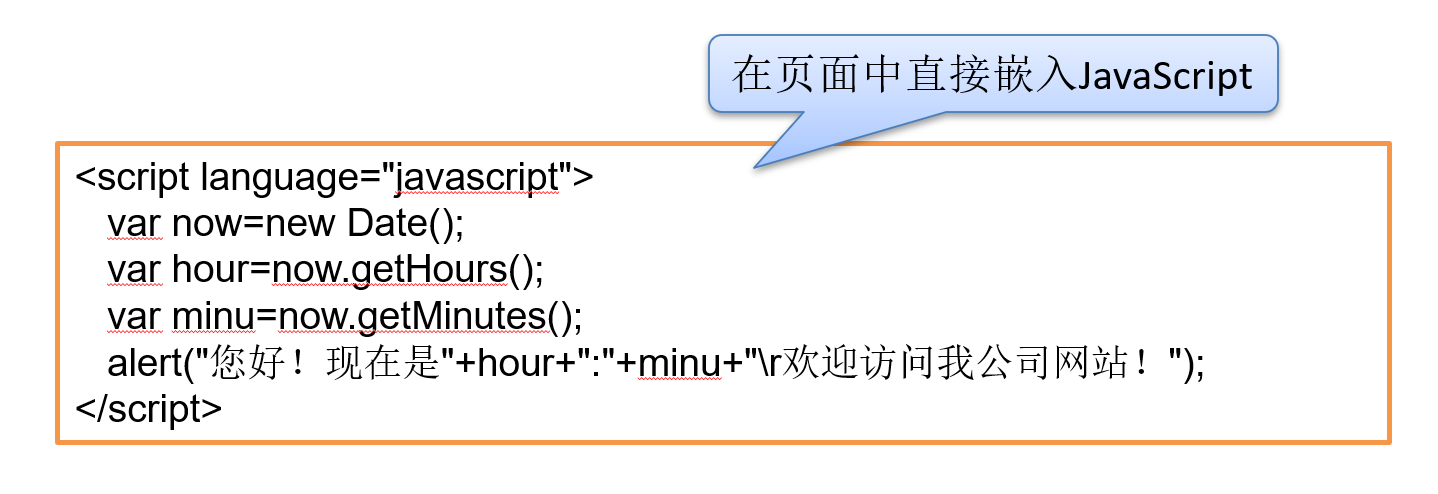 在页面中直接嵌入JavaScript
<script language="javascript">
var now=new Date();
var hour=now.getHours();
var minu=now.getMinutes();
alert("您好！现在是"+hour+":"+minu+"\r欢迎访问我公司网站！");
</script>